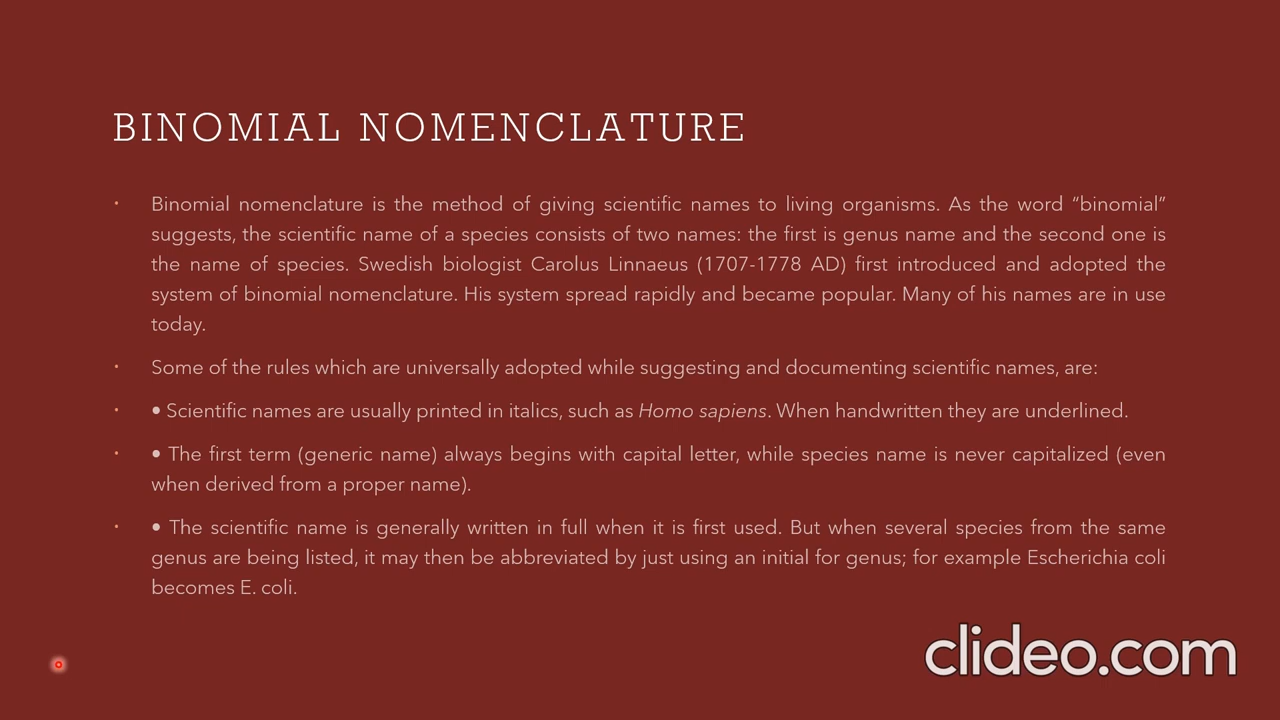 BINOMIAL NOMENCLATURE
• Binomial nomenclature is the method of giving scientific names to living organisms. As the word “binomial”
suggests, the scientific name of a species consists of two names: the first is genus name and the second one is
the name of species. Swedish biologist Carolus Linnaeus (1707-1778 AD) first introduced and adopted the
system of binomial nomenclature. His system spread rapidly and became popular. Many of his names are in use
today.
• Some of the rules which are universally adopted while suggesting and documenting scientific names, are:
• • Scientific names are usually printed in italics, such as Homo sapiens. When handwritten they are underlined.
• • The first term (generic name) always begins with capital letter, while species name is never capitalized (even
when derived from a proper name).
• • The scientific name is generally written in full when it is first used. But when several species from the same
genus are being listed, it may then be abbreviated by just using an initial for genus; for example Escherichia coli
becomes E. coli.
clideo.com